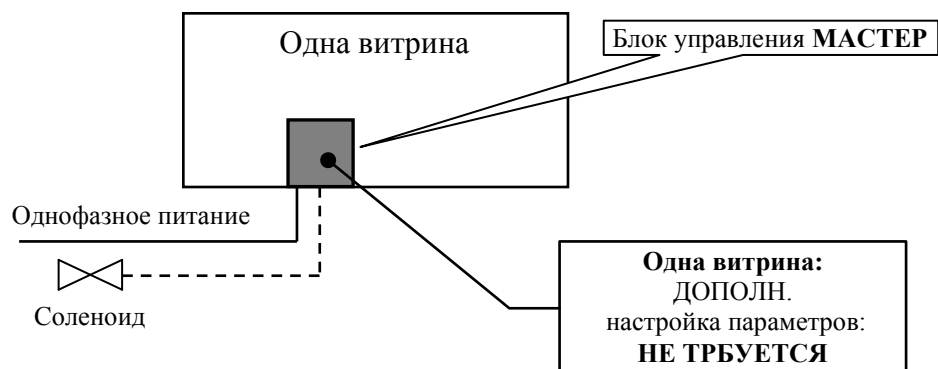 Одна витрина
Блок управления МАСТЕР
Однофазное питание
Соленоид
Одна витрина:
ДОПОЛН.
настройка параметров:
НЕ ТРБУЕТСЯ